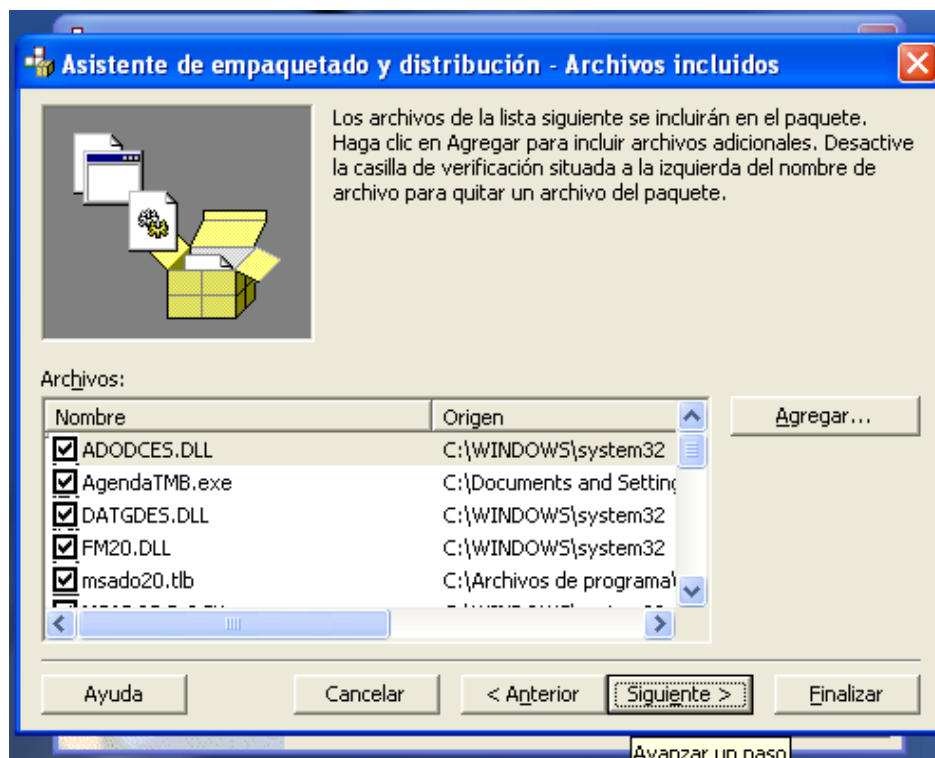 Asistente de empaquetado y distribución - Archivos incluidos
Los archivos de la lista siguiente se incluirán en el paquete.
Haga clic en Agregar para incluir archivos adicionales. Desactive
la casilla de verificación situada a la izquierda del nombre de
archivo para quitar un archivo del paquete.
Archivos:
Nombre Origen
Agregar...
ADODCES.DLL C:\WINDOWS\system32
AgendaTMB.exe C:\Documents and Setting
DATGDES.DLL C:\WINDOWS\system32
FM20.DLL C:\WINDOWS\system32
msado20.tlb C:\Archivos de programa\
Ayuda Cancelar < Anterior Siguiente > Finalizar
Avanzar un paso